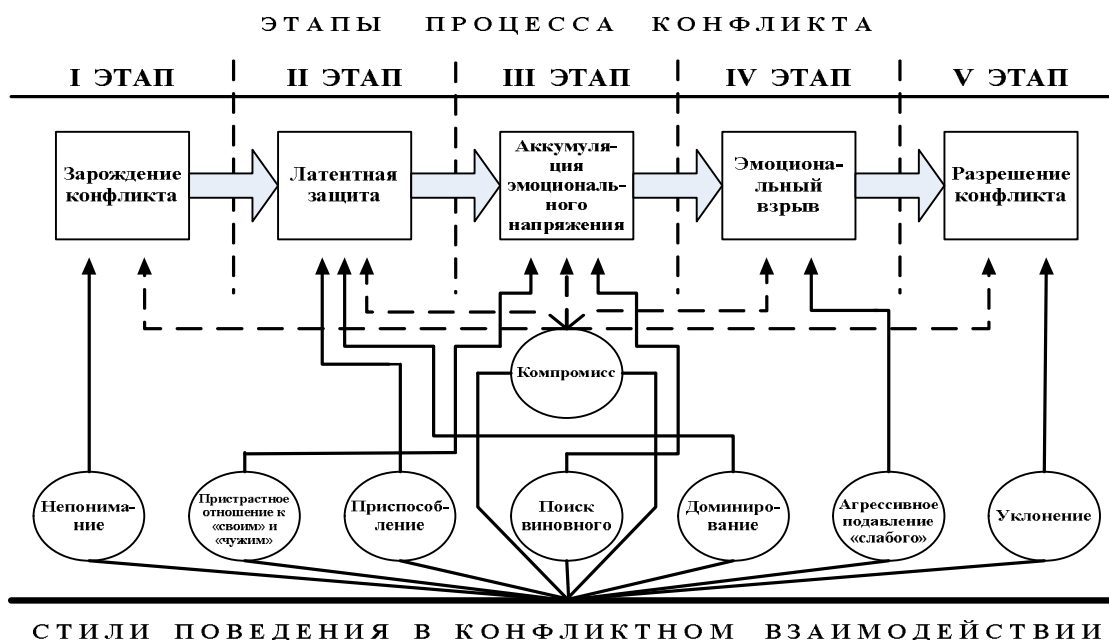 ЭТАПЫ ПРОЦЕССА КОНФЛИКТА
I ЭТАП
II ЭТАП
III ЭТАП
IV ЭТАП
V ЭТАП
Зарождение
конфликта
Латентная
защита
Аккумуля-
ция
эмоциональ-
ного
напряжения
Эмоциона-
льный
взрыв
Разрешение
конфликта
Компромисс
Непонима-
ние
Пристрастное
отношение к
«своим» и
«чужим»
Приспособ-
ление
Поиск
виновного
Доминиро-
вание
Агрессивное
подавление
«слабого»
Уклонение
СТИЛИ ПОВЕДЕНИЯ В КОНФЛИКТНОМ ВЗАИМОДЕЙСТВИИ